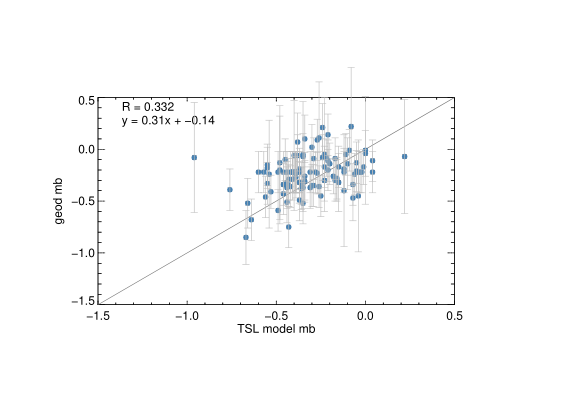 R = 0.332
y = 0.31x + −0.14
0.5
0.0
−0.5
−1.0
−1.5
geod mb
−1.5 −1.0 −0.5 0.0 0.5
TSL model mb